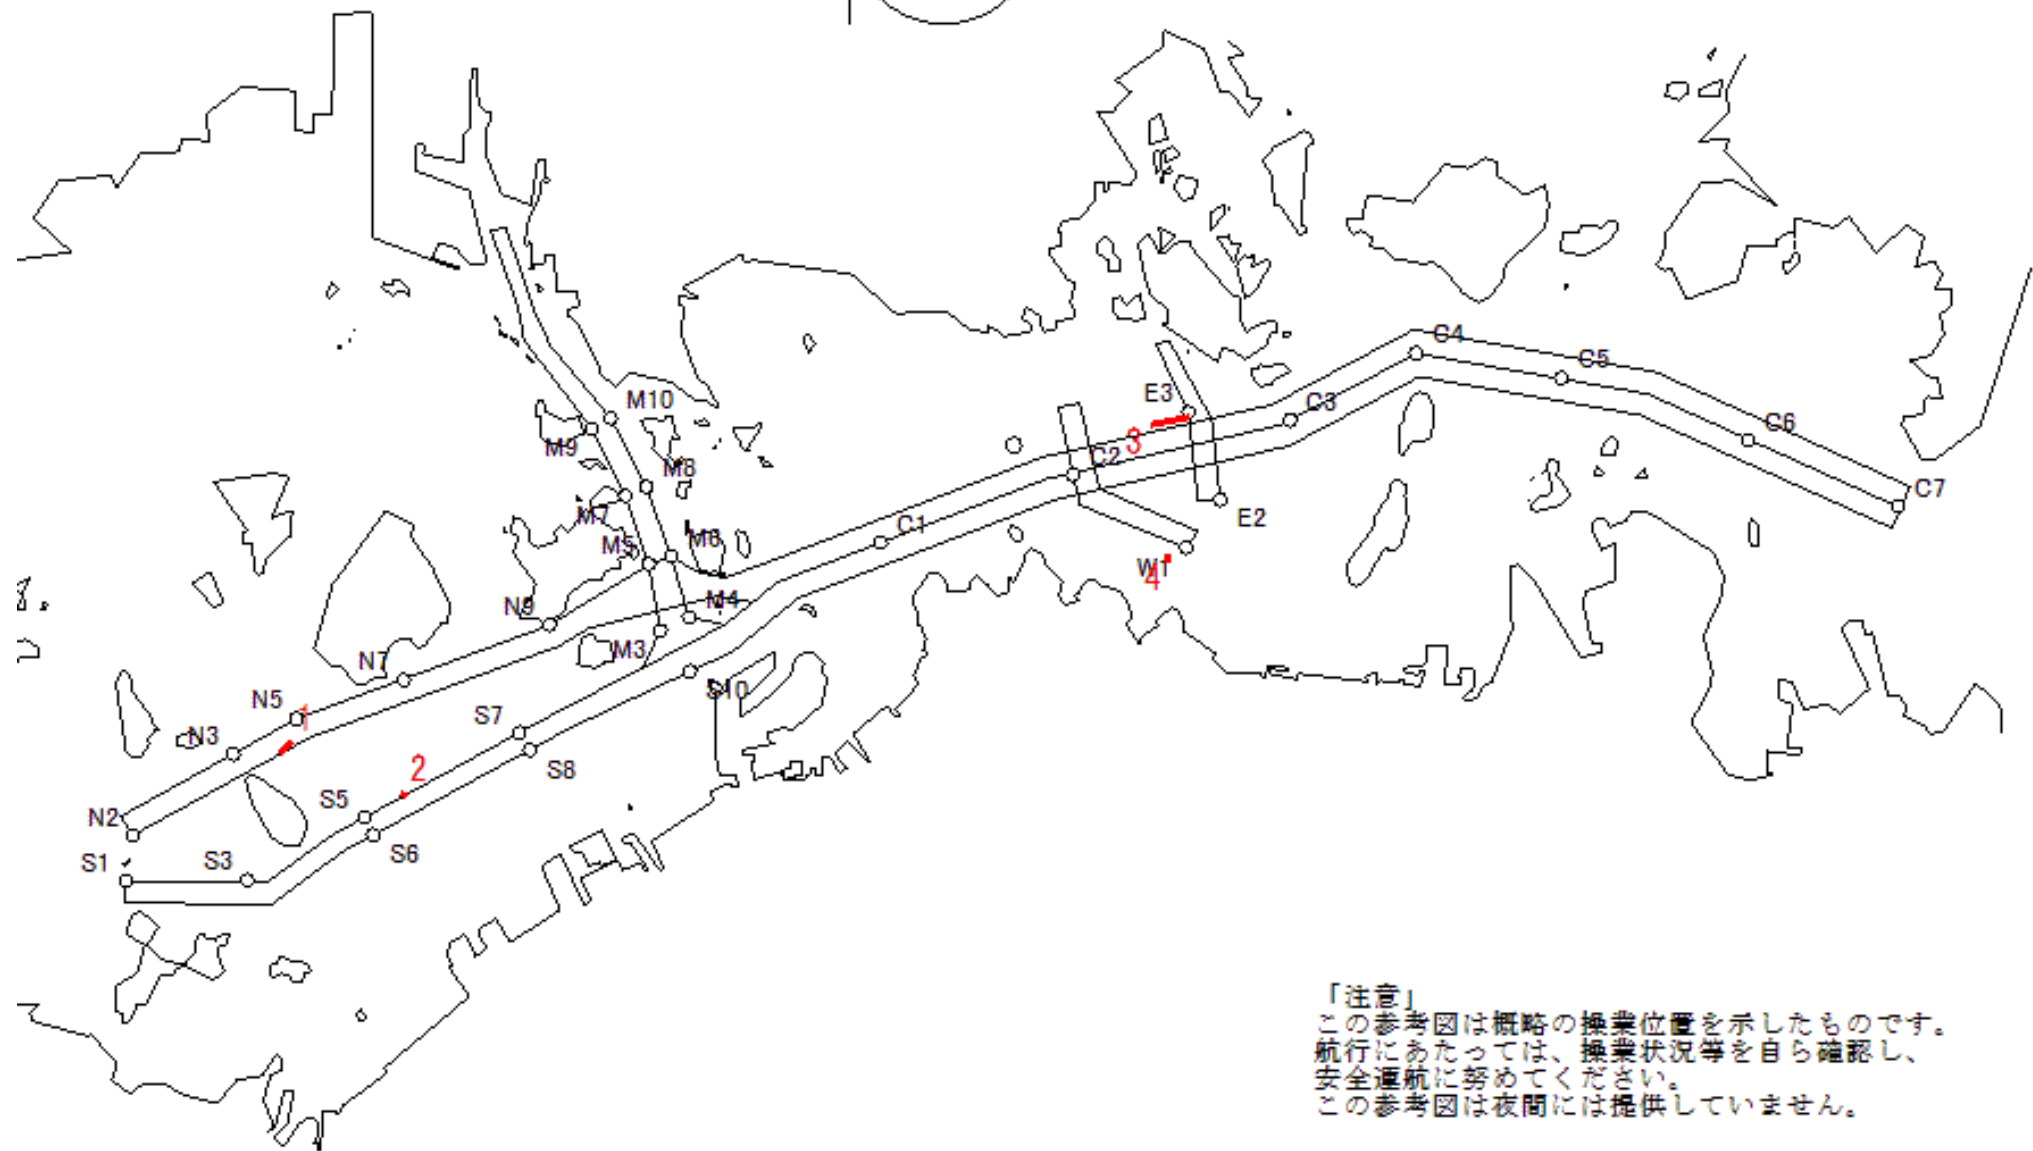 C4
C5
M10
E3
C3
C6
M9
3
C2
M8
C7
M7
E2
C1
M5
M6
W1
4
N9
M4
M3
N7
S10
N5
1
S7
N3
2
S8
S5
N2
S6
S1
S3
「注意」
この参考図は概略の操業位置を示したものです。
航行にあたっては、操業状況等を自ら確認し、
安全運航に努めてください。
この参考図は夜間には提供していません。